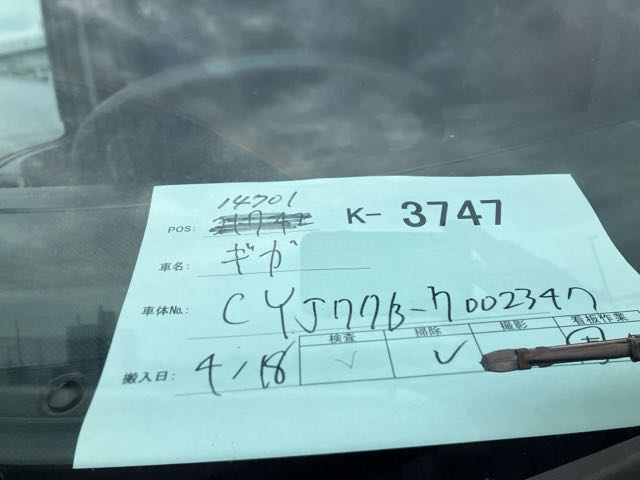 14701
POS: K- 3747
車名: ギガ
車体No.: CYJ77B-7002347
検査 掃除 撮影 看板作業
搬入日: 4/18 ✓ ✓